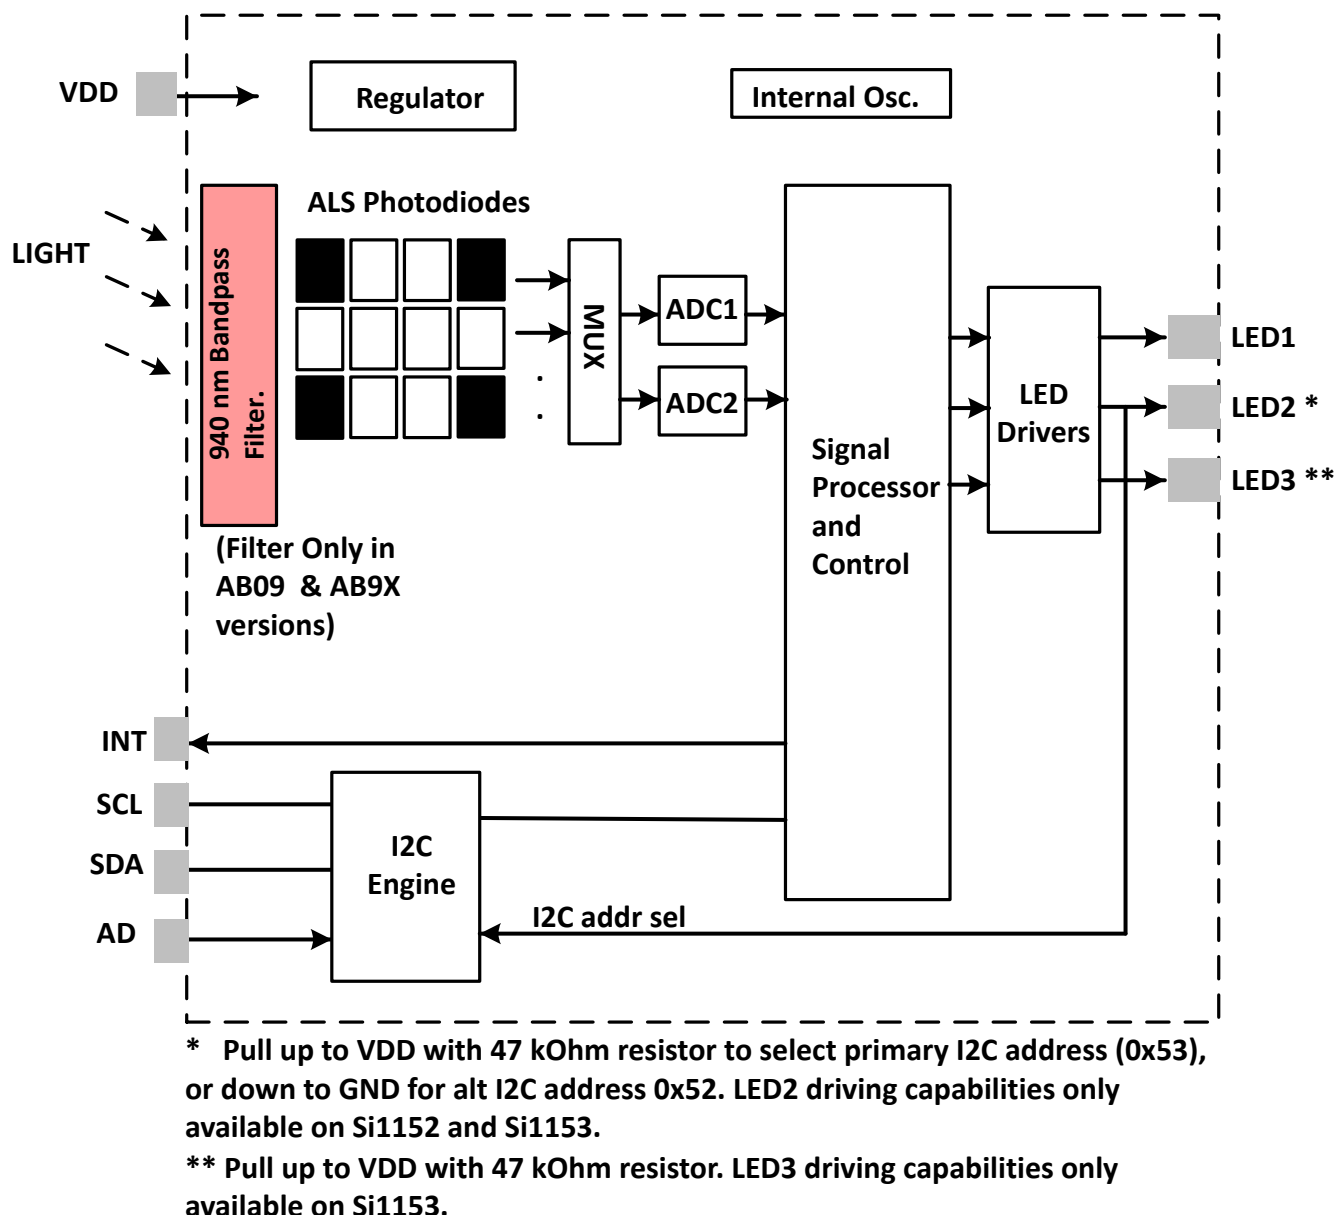 VDD
Regulator
Internal Osc.
LIGHT
940 nm Bandpass
Filter.
ALS Photodiodes
MUX
ADC1
ADC2
Signal
Processor
and
Control
LED
Drivers
LED1
LED2 *
LED3 **
(Filter Only in
AB09 & AB9X
versions)
INT
SCL
SDA
AD
I2C
Engine
I2C addr sel
* Pull up to VDD with 47 kOhm resistor to select primary I2C address (0x53),
or down to GND for alt I2C address 0x52. LED2 driving capabilities only
available on Si1152 and Si1153.
** Pull up to VDD with 47 kOhm resistor. LED3 driving capabilities only
available on Si1153.